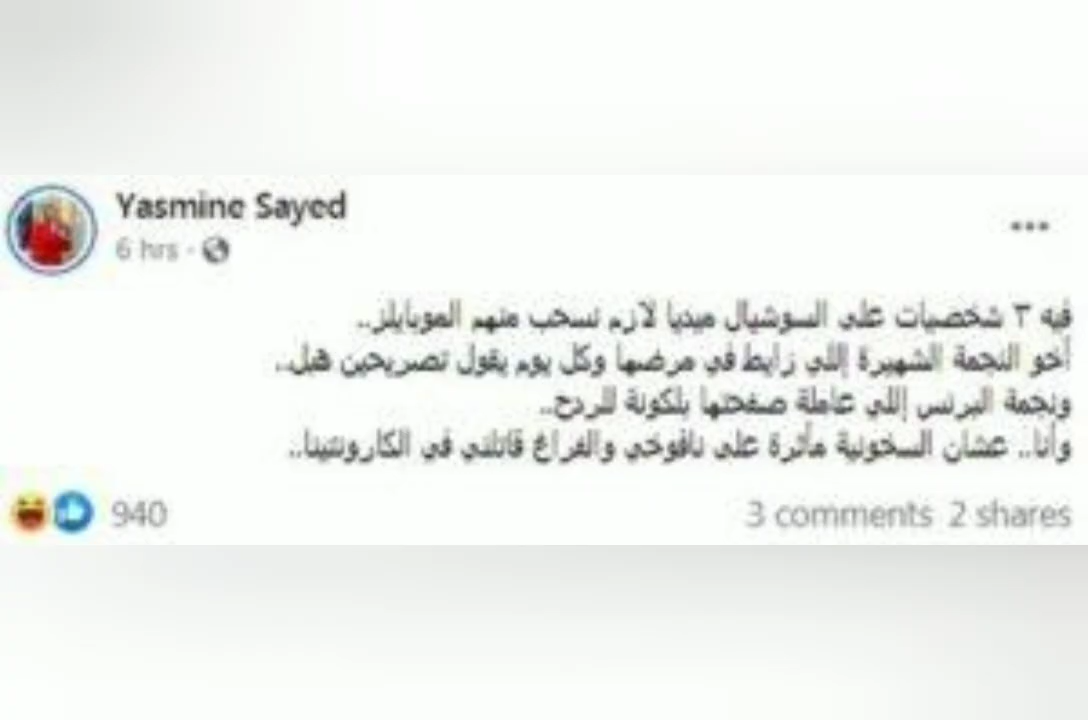 Yasmine Sayed
6 hrs ·
فيه ٣ شخصيات على السوشيال ميديا لازم نسحب منهم الموبايلز..
أخو النجمة الشهيرة إللي زايط في مرضها وكل يوم يقول تصريحين هبل..
ونجمة البرنس إللي عاملة صفحتها بلكونة للردح..
وأنا.. عشان السخونية مأثرة على نافوخي والفراغ قاتلني في الكارونتينا..
940
3 comments 2 shares